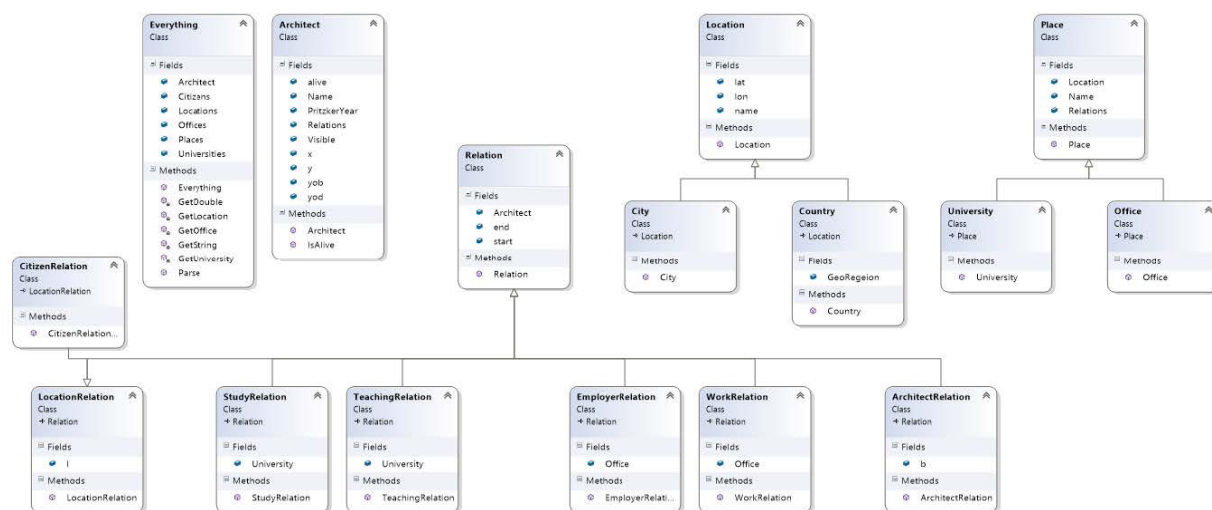 Everything
Class
Fields
Architect
Citizens
Locations
Offices
Places
Universities
Methods
Everything
GetDouble
GetLocation
GetOffice
GetString
GetUniversity
Parse
Architect
Class
Fields
alive
Name
PritzkerYear
Relations
Visible
x
y
yob
yod
Methods
Architect
IsAlive
Relation
Class
Fields
Architect
end
start
Methods
Relation
Location
Class
Fields
lat
lon
name
Methods
Location
Place
Class
Fields
Location
Name
Relations
Methods
Place
City
Class
Location
Methods
City
Country
Class
Location
Fields
GeoRegeion
Methods
Country
University
Class
Place
Methods
University
Office
Class
Place
Methods
Office
CitizenRelation
Class
LocationRelation
Methods
CitizenRelation...
LocationRelation
Class
Relation
Fields
l
Methods
LocationRelation
StudyRelation
Class
Relation
Fields
University
Methods
StudyRelation
TeachingRelation
Class
Relation
Fields
University
Methods
TeachingRelation
EmployerRelation
Class
Relation
Fields
Office
Methods
EmployerRelati...
WorkRelation
Class
Relation
Fields
Office
Methods
WorkRelation
ArchitectRelation
Class
Relation
Fields
b
Methods
ArchitectRelation